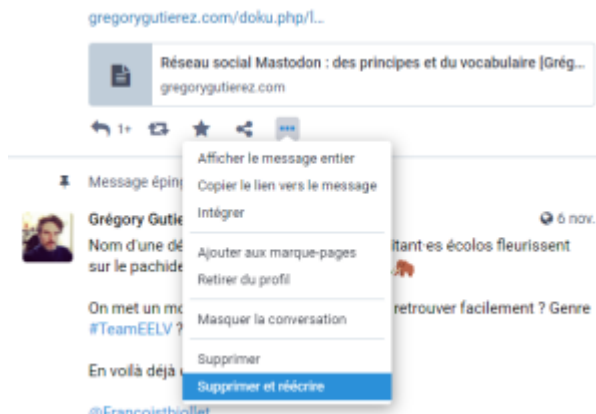 gregorygutierez.com/doku.php/l...
Réseau social Mastodon : des principes et du vocabulaire [Grég...
gregorygutierez.com
1+
Afficher le message entier
Message éping
Copier le lien vers le message
Intégrer
Grégory Gutie
6 nov.
Nom d'une dé
itant·es écolos fleurissent
Ajouter aux marque-pages
sur le pachide
Retirer du profil
On met un mo
retrouver facilement ? Genre
Masquer la conversation
#TeamEELV ?
Supprimer
En voilà déjà
Supprimer et réécrire
@Francoisthiollet